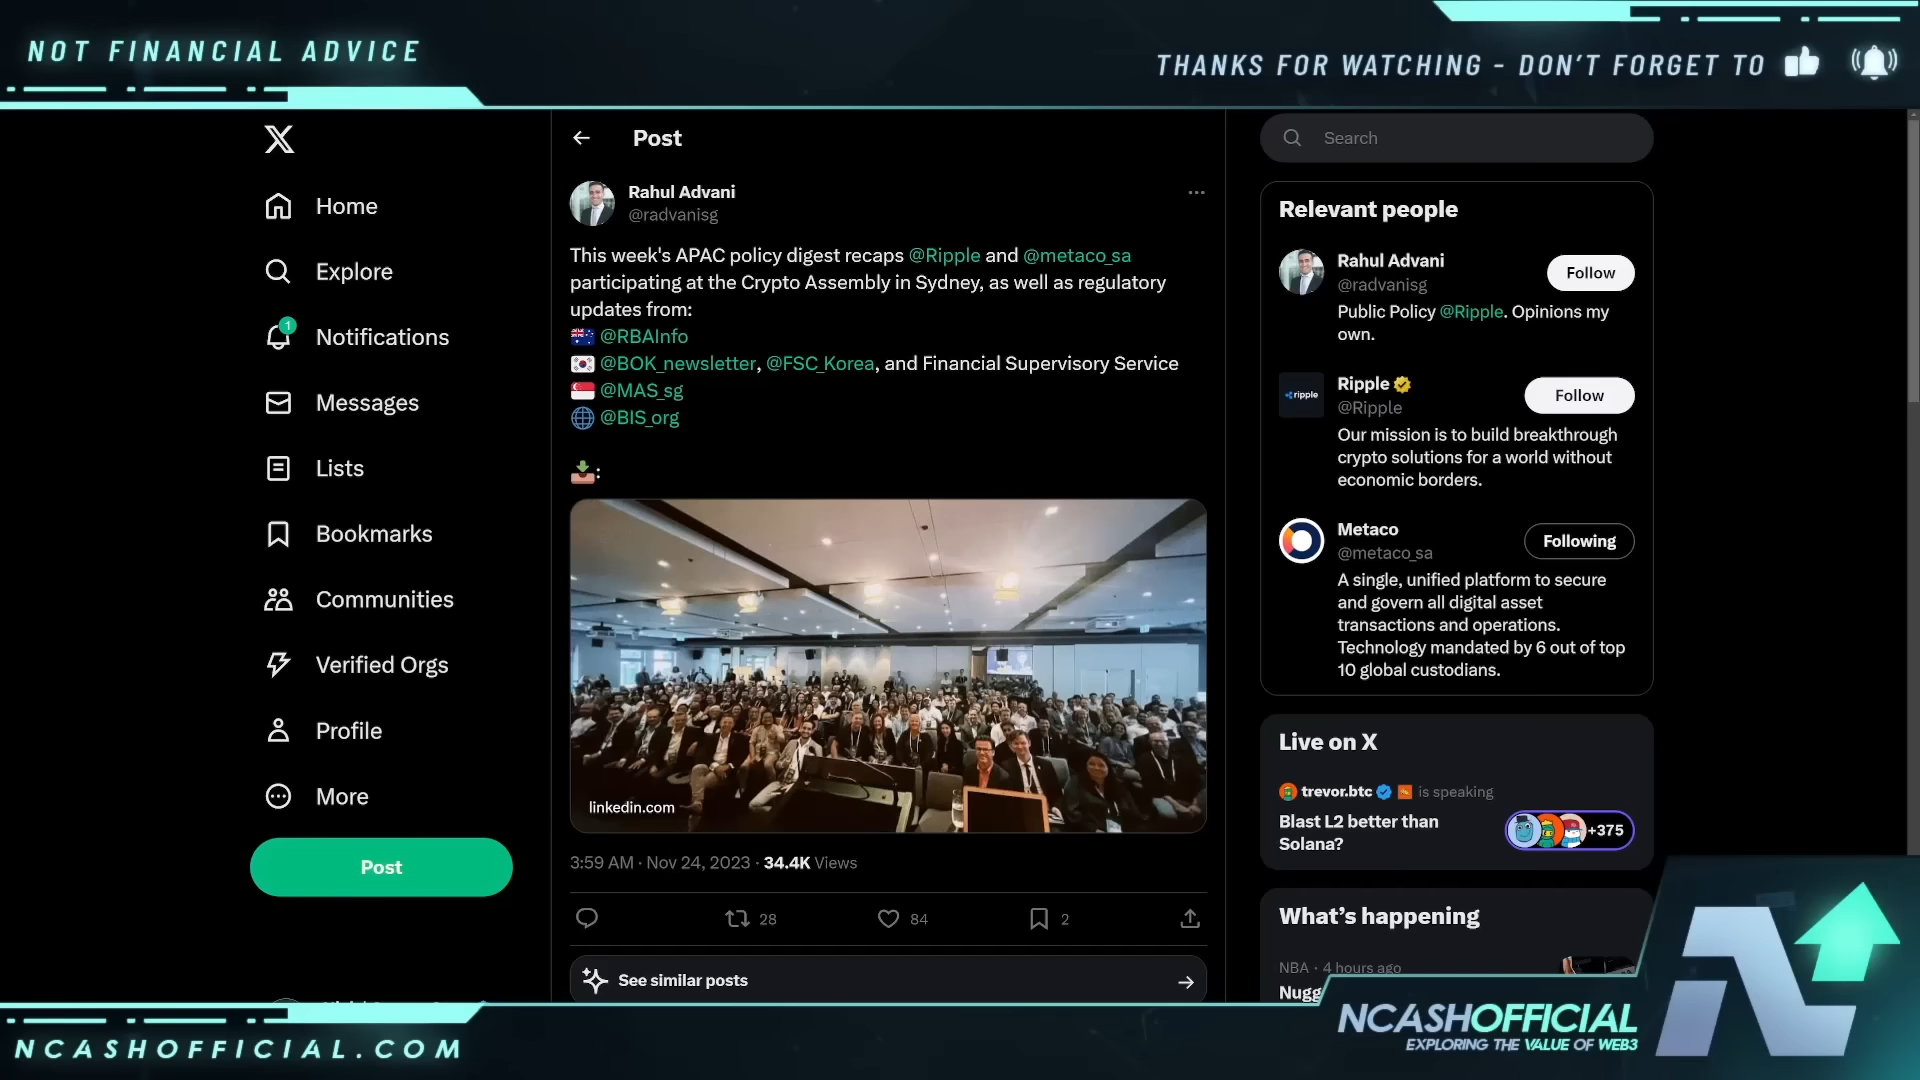 NOT FINANCIAL ADVICE
THANKS FOR WATCHING - DON'T FORGET TO
Home
Explore
1
Notifications
Messages
Lists
Bookmarks
Communities
Verified Orgs
Profile
More
Post
Post
Rahul Advani
@radvanisg
This week's APAC policy digest recaps @Ripple and @metaco_sa
participating at the Crypto Assembly in Sydney, as well as regulatory
updates from:
@RBAInfo
@BOK_newsletter, @FSC_Korea, and Financial Supervisory Service
@MAS_sg
@BIS_org
:
linkedin.com
3:59 AM · Nov 24, 2023 · 34.4K Views
28
84
2
See similar posts
Search
Relevant people
Rahul Advani
@radvanisg
Follow
Public Policy @Ripple. Opinions my
own.
ripple
Ripple
@Ripple
Follow
Our mission is to build breakthrough
crypto solutions for a world without
economic borders.
Metaco
@metaco_sa
Following
A single, unified platform to secure
and govern all digital asset
transactions and operations.
Technology mandated by 6 out of top
10 global custodians.
Live on X
trevor.btc is speaking
Blast L2 better than
Solana?
+375
What's happening
NBA · 4 hours ago
Nugg
NCASHOFFICIAL.COM
NCASHOFFICIAL
EXPLORING THE VALUE OF WEB3